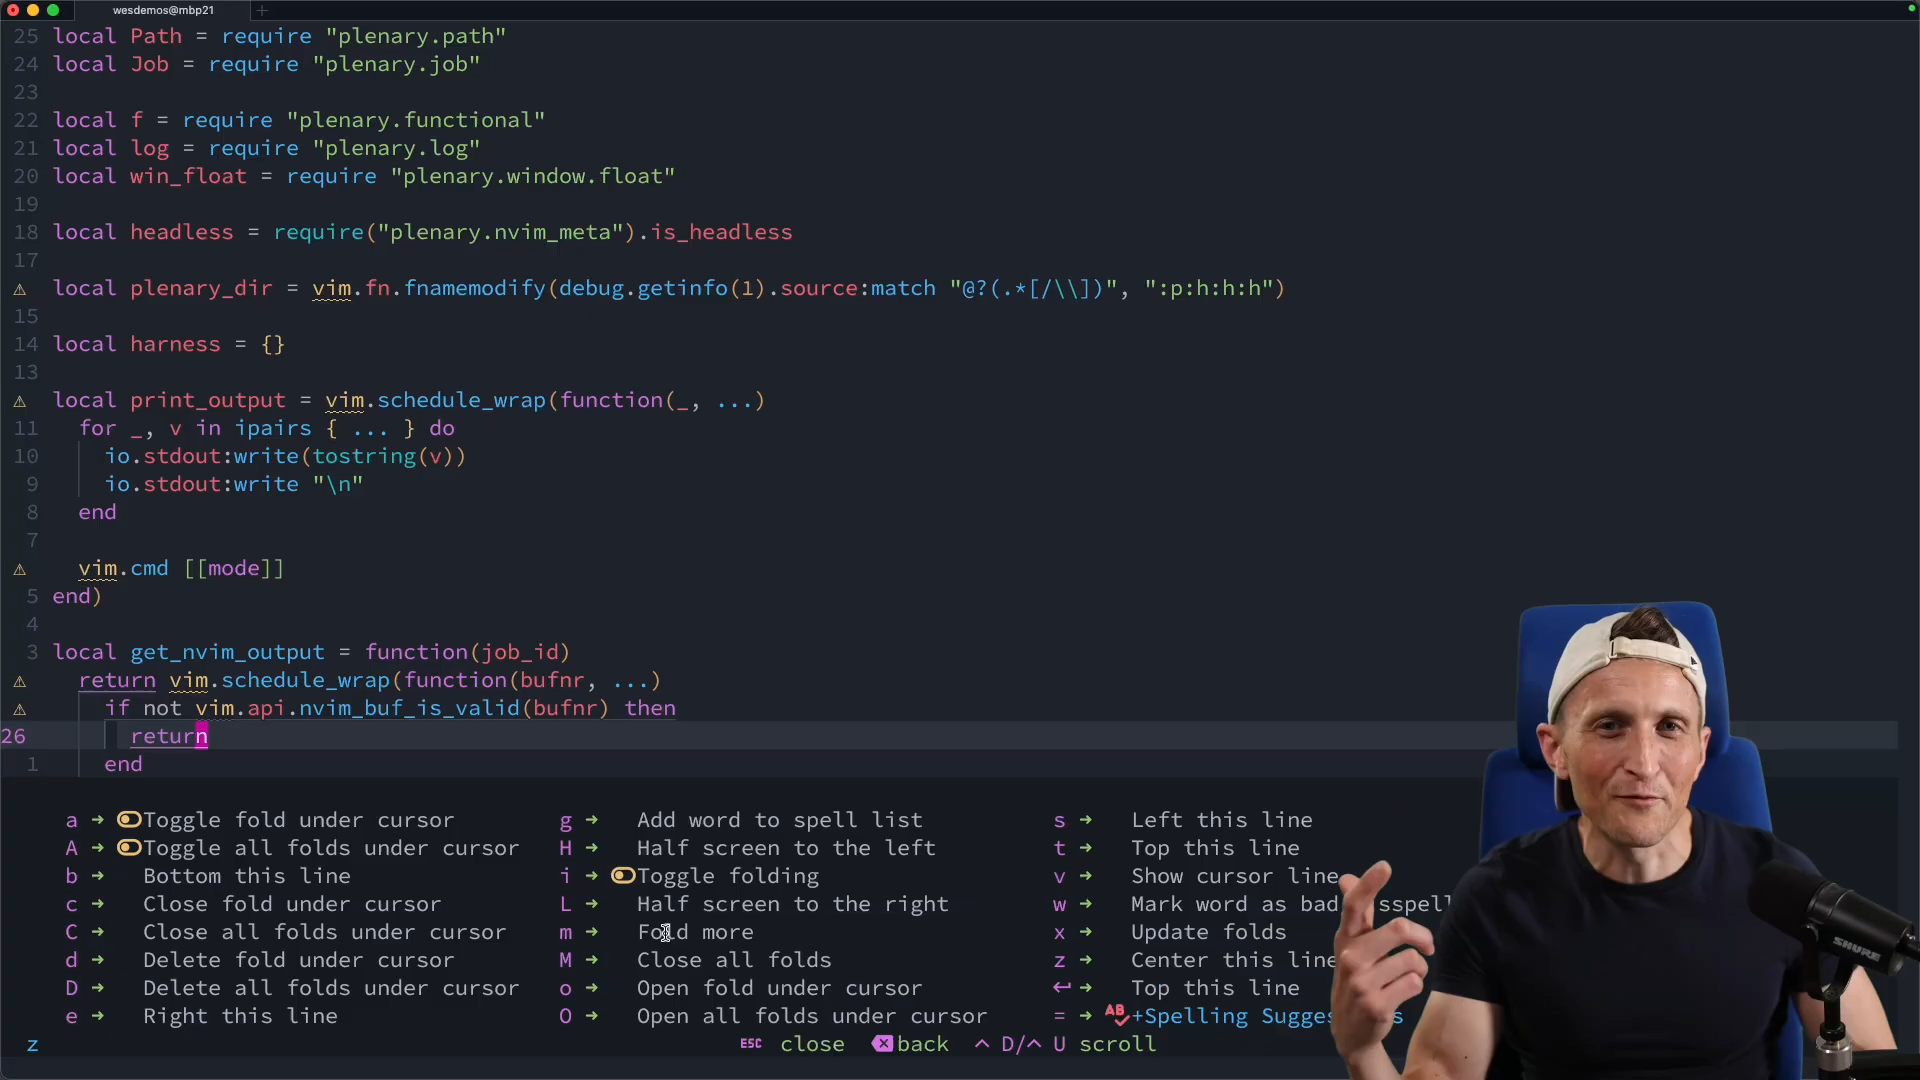 wesdemos@mbp21
25 local Path = require "plenary.path"
24 local Job = require "plenary.job"
23
22 local f = require "plenary.functional"
21 local log = require "plenary.log"
20 local win_float = require "plenary.window.float"
19
18 local headless = require("plenary.nvim_meta").is_headless
17
local plenary_dir = vim.fn.fnamemodify(debug.getinfo(1).source:match "@?(.*[/\\])", ":p:h:h:h")
15
14 local harness = {}
13
local print_output = vim.schedule_wrap(function(_, ...)
11 for _, v in ipairs { ... } do
10 io.stdout:write(tostring(v))
9 io.stdout:write "\n"
8 end
7
vim.cmd [[mode]]
5 end)
4
3 local get_nvim_output = function(job_id)
return vim.schedule_wrap(function(bufnr, ...)
if not vim.api.nvim_buf_is_valid(bufnr) then
26 return
1 end
a → Toggle fold under cursor g → Add word to spell list s → Left this line
A → Toggle all folds under cursor H → Half screen to the left t → Top this line
b → Bottom this line i → Toggle folding v → Show cursor line
c → Close fold under cursor L → Half screen to the right w → Mark word as bad
C → Close all folds under cursor m → Fold more x → Update folds
d → Delete fold under cursor M → Close all folds z → Center this line
D → Delete all folds under cursor o → Open fold under cursor ↵ → Top this line
e → Right this line O → Open all folds under cursor = → +Spelling
z ESC close back ^ D/^ U scroll
SHURE